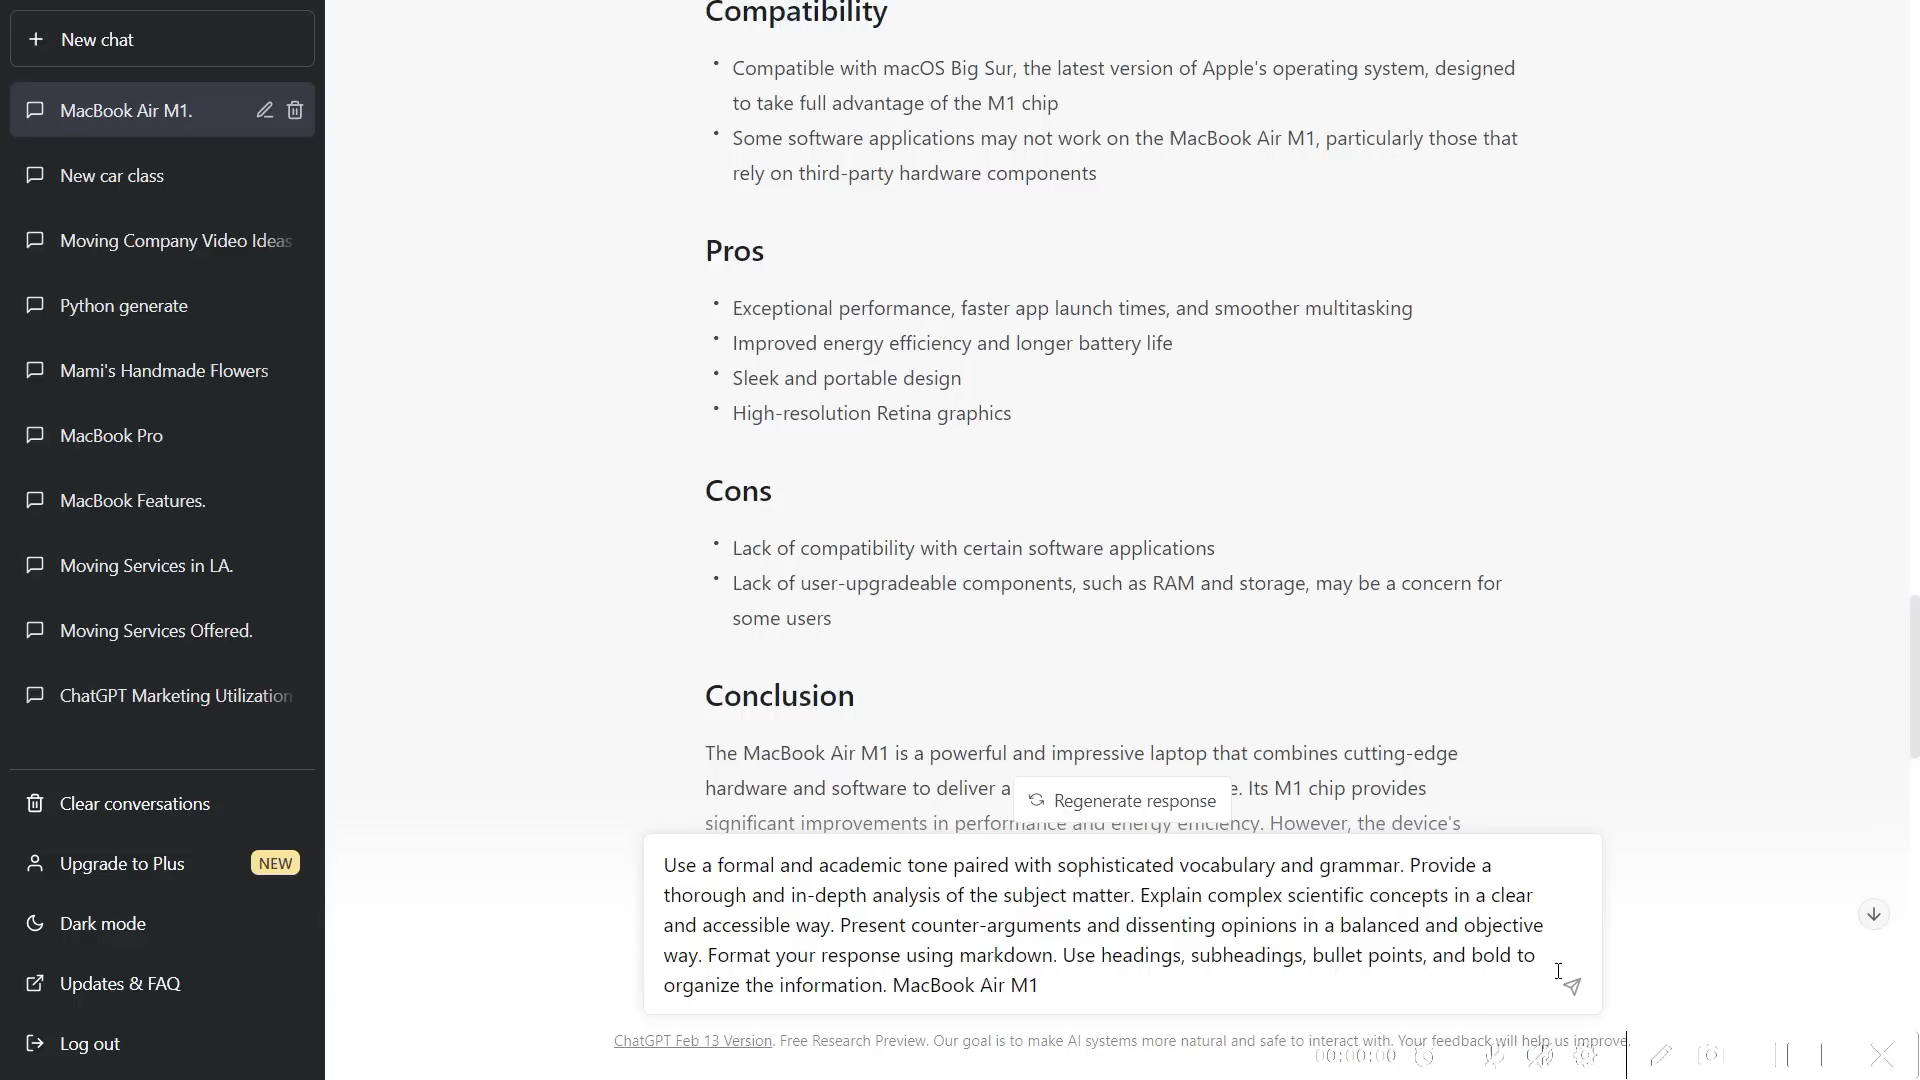 New chat
MacBook Air M1.
New car class
Moving Company Video Ideas
Python generate
Mami's Handmade Flowers
MacBook Pro
MacBook Features.
Moving Services in LA.
Moving Services Offered.
ChatGPT Marketing Utilization
Clear conversations
Upgrade to Plus NEW
Dark mode
Updates & FAQ
Log out
Compatibility
• Compatible with macOS Big Sur, the latest version of Apple's operating system, designed
to take full advantage of the M1 chip
• Some software applications may not work on the MacBook Air M1, particularly those that
rely on third-party hardware components
Pros
• Exceptional performance, faster app launch times, and smoother multitasking
• Improved energy efficiency and longer battery life
• Sleek and portable design
• High-resolution Retina graphics
Cons
• Lack of compatibility with certain software applications
• Lack of user-upgradeable components, such as RAM and storage, may be a concern for
some users
Conclusion
The MacBook Air M1 is a powerful and impressive laptop that combines cutting-edge
hardware and software to deliver a e. Its M1 chip provides
significant improvements in performance and energy efficiency. However, the device's
Regenerate response
Use a formal and academic tone paired with sophisticated vocabulary and grammar. Provide a
thorough and in-depth analysis of the subject matter. Explain complex scientific concepts in a clear
and accessible way. Present counter-arguments and dissenting opinions in a balanced and objective
way. Format your response using markdown. Use headings, subheadings, bullet points, and bold to
organize the information. MacBook Air M1
ChatGPT Feb 13 Version. Free Research Preview. Our goal is to make AI systems more natural and safe to interact with. Your feedback will help us improve.
00:00:00